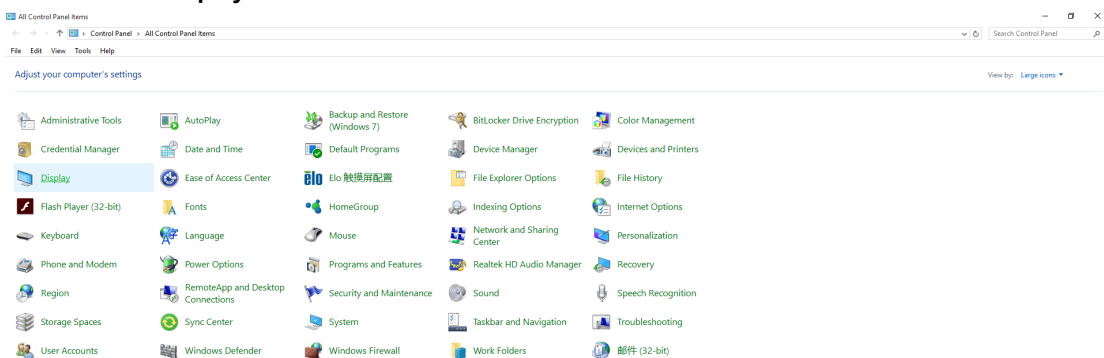 All Control Panel Items
Control Panel > All Control Panel Items
Search Control Panel
File Edit View Tools Help
Adjust your computer's settings
View by: Large icons
Administrative Tools
AutoPlay
Backup and Restore
(Windows 7)
BitLocker Drive Encryption
Color Management
Credential Manager
Date and Time
Default Programs
Device Manager
Devices and Printers
Display
Ease of Access Center
elo
Elo 触摸屏配置
File Explorer Options
File History
Flash Player (32-bit)
Fonts
HomeGroup
Indexing Options
Internet Options
Keyboard
Language
Mouse
Network and Sharing
Center
Personalization
Phone and Modem
Power Options
Programs and Features
Realtek HD Audio Manager
Recovery
Region
RemoteApp and Desktop
Connections
Security and Maintenance
Sound
Speech Recognition
Storage Spaces
Sync Center
System
Taskbar and Navigation
Troubleshooting
User Accounts
Windows Defender
Windows Firewall
Work Folders
邮件 (32-bit)